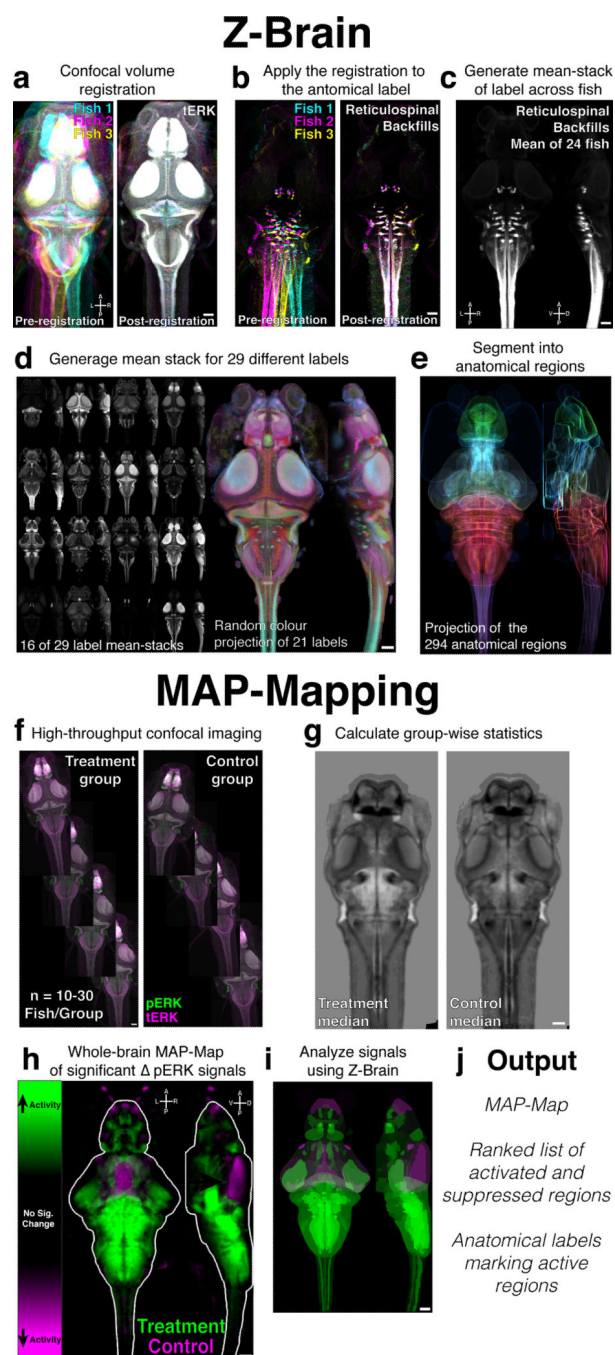 Z-Brain
a
Confocal volume
registration
Fish 1
Fish 2
Fish 3
tERK
Pre-registration
Post-registration
A
L
R
P
b
Apply the registration to
the antomical label
Fish 1
Fish 2
Fish 3
Reticulospinal
Backfills
Pre-registration
Post-registration
c
Generate mean-stack
of label across fish
Reticulospinal
Backfills
Mean of 24 fish
A
L
R
P
A
V
D
P
d
Generage mean stack for 29 different labels
16 of 29 label mean-stacks
Random colour
projection of 21 labels
e
Segment into
anatomical regions
Projection of the
294 anatomical regions
MAP-Mapping
f
High-throughput confocal imaging
Treatment
group
Control
group
n = 10-30
Fish/Group
pERK
tERK
g
Calculate group-wise statistics
Treatment
median
Control
median
h
Whole-brain MAP-Map
of significant Δ pERK signals
Activity
No Sig.
Change
Activity
A
L
R
P
A
V
D
P
Treatment
Control
i
Analyze signals
using Z-Brain
j
Output
MAP-Map
Ranked list of
activated and
suppressed regions
Anatomical labels
marking active
regions